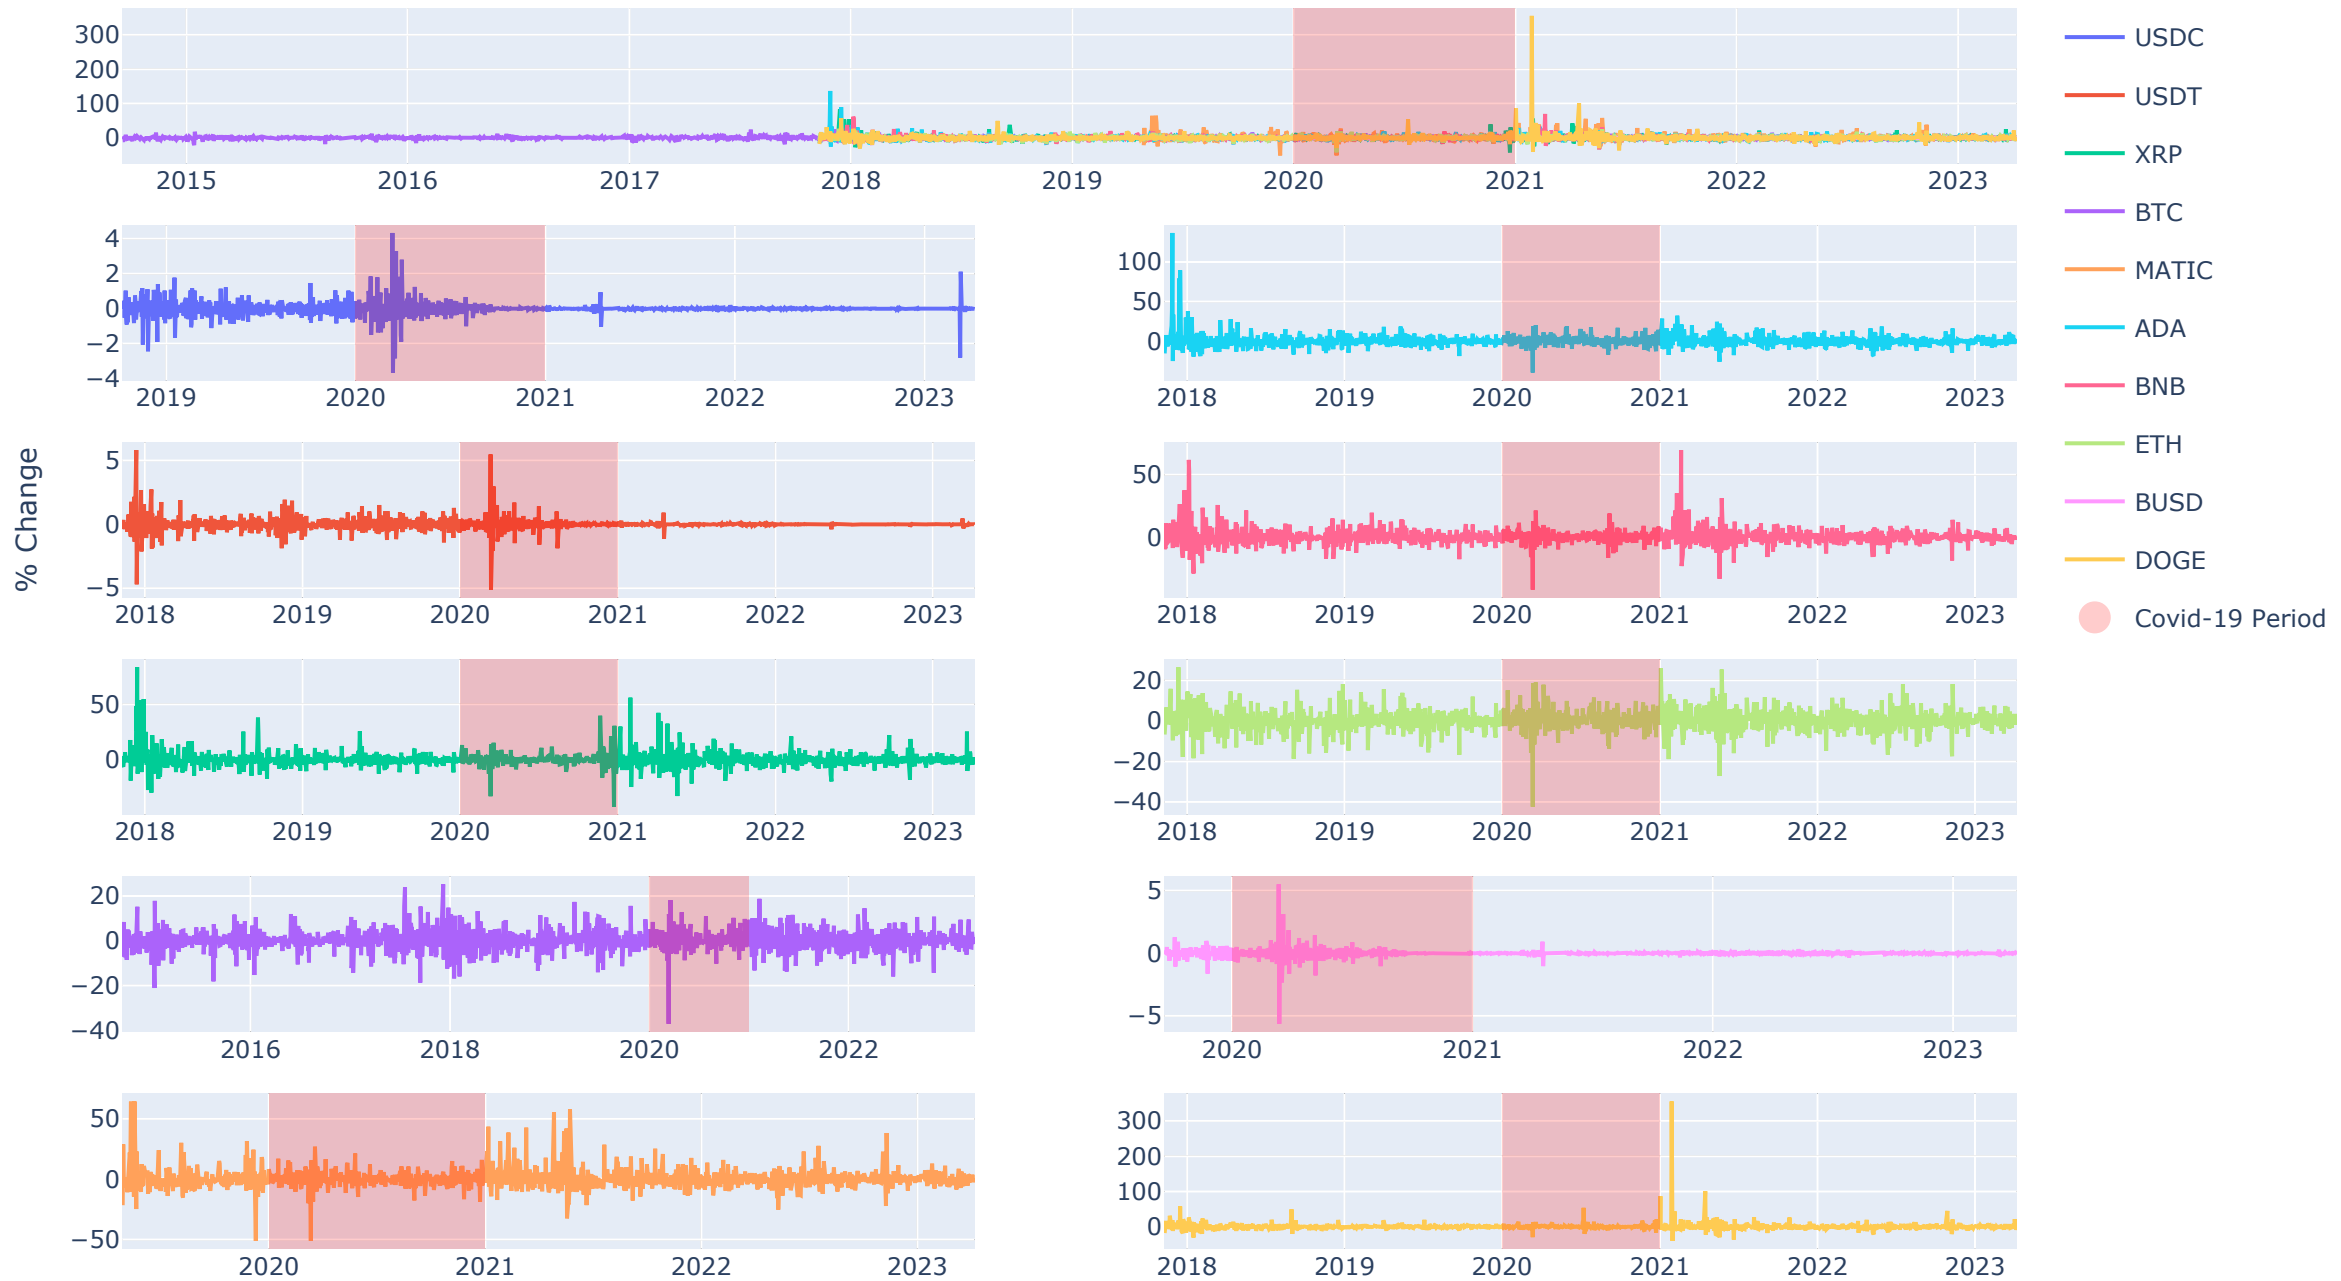 300
200
100
0
2015 2016 2017 2018 2019 2020 2021 2022 2023
USDC
USDT
XRP
BTC
MATIC
ADA
BNB
ETH
BUSD
DOGE
Covid-19 Period
% Change
4
2
0
−2
−4
2019 2020 2021 2022 2023
100
50
0
2018 2019 2020 2021 2022 2023
5
0
−5
2018 2019 2020 2021 2022 2023
50
0
2018 2019 2020 2021 2022 2023
50
0
2018 2019 2020 2021 2022 2023
20
0
−20
−40
2018 2019 2020 2021 2022 2023
20
0
−20
−40
2016 2018 2020 2022
5
0
−5
2020 2021 2022 2023
50
0
−50
2020 2021 2022 2023
300
200
100
0
2018 2019 2020 2021 2022 2023